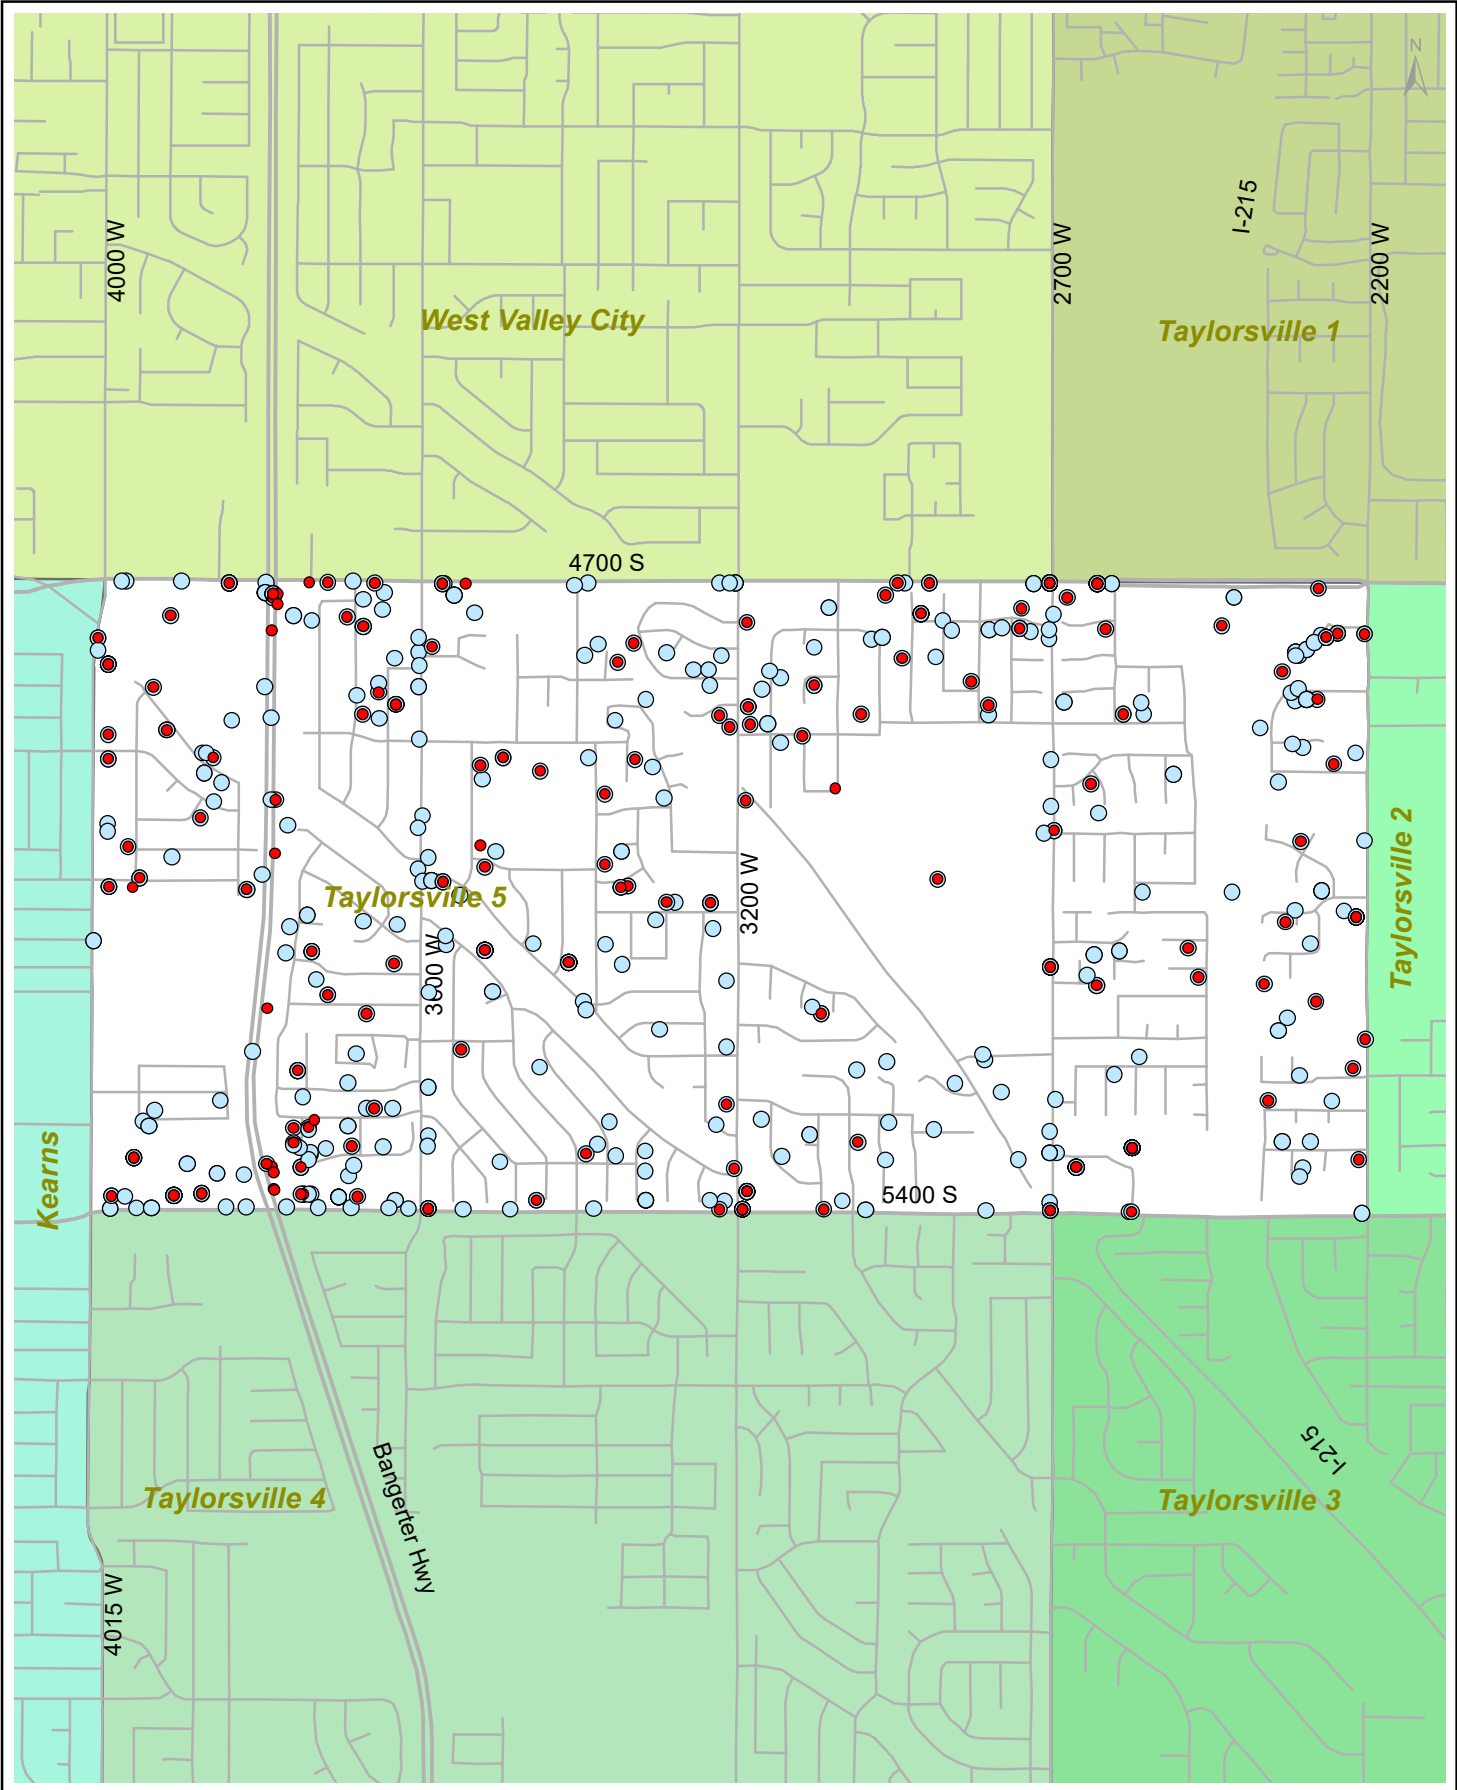 N
I-215
4000 W
2700 W
2200 W
West Valley City
Taylorsville 1
4700 S
Taylorsville 2
3200 W
Taylorsville 5
3600 W
Kearns
5400 S
I-215
Taylorsville 4
Bangerter Hwy
Taylorsville 3
4015 W